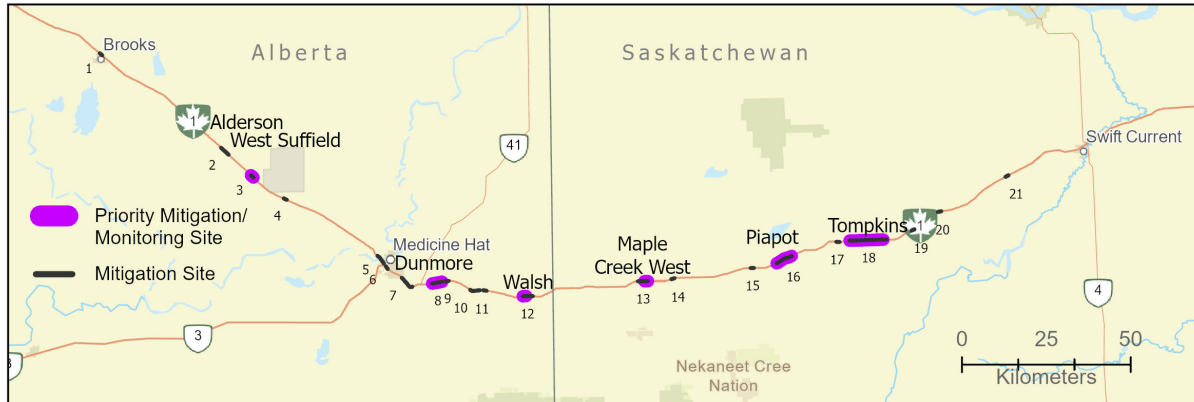 Brooks
1
Alberta
Saskatchewan
1
Alderson
West Suffield
41
Swift Current
2
3
4
21
Priority Mitigation/
Monitoring Site
Mitigation Site
Medicine Hat
Dunmore
5
6
7
8
9
10
11
Walsh
12
Maple
Creek West
13
14
Piapot
15
16
Tompkins
17
18
1
19
20
3
3
4
0 25 50
Kilometers
Nekaneet Cree
Nation